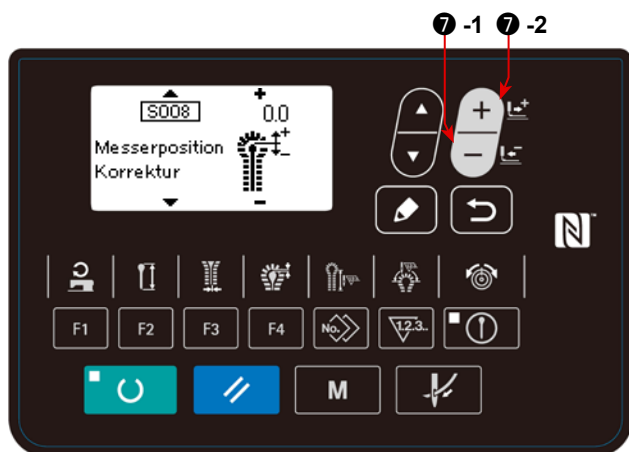 ❼ -1 ❼ -2
S008 + 0.0
Messerposition
Korrektur
-
+
-
F1 F2 F3 F4 No. 1.2.3..
M
N